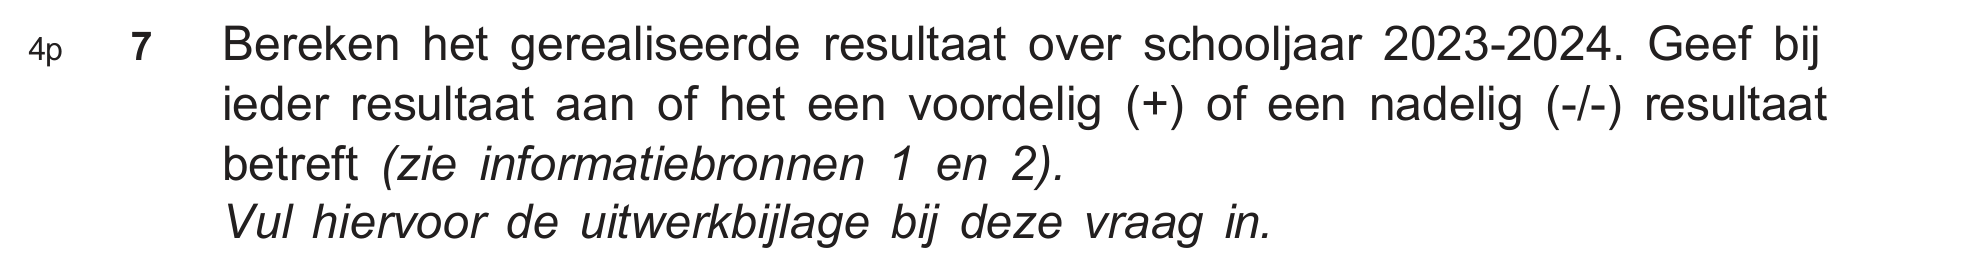 4p 7 Bereken het gerealiseerde resultaat over schooljaar 2023-2024. Geef bij
ieder resultaat aan of het een voordelig (+) of een nadelig (-/-) resultaat
betreft (zie informatiebronnen 1 en 2).
Vul hiervoor de uitwerkbijlage bij deze vraag in.